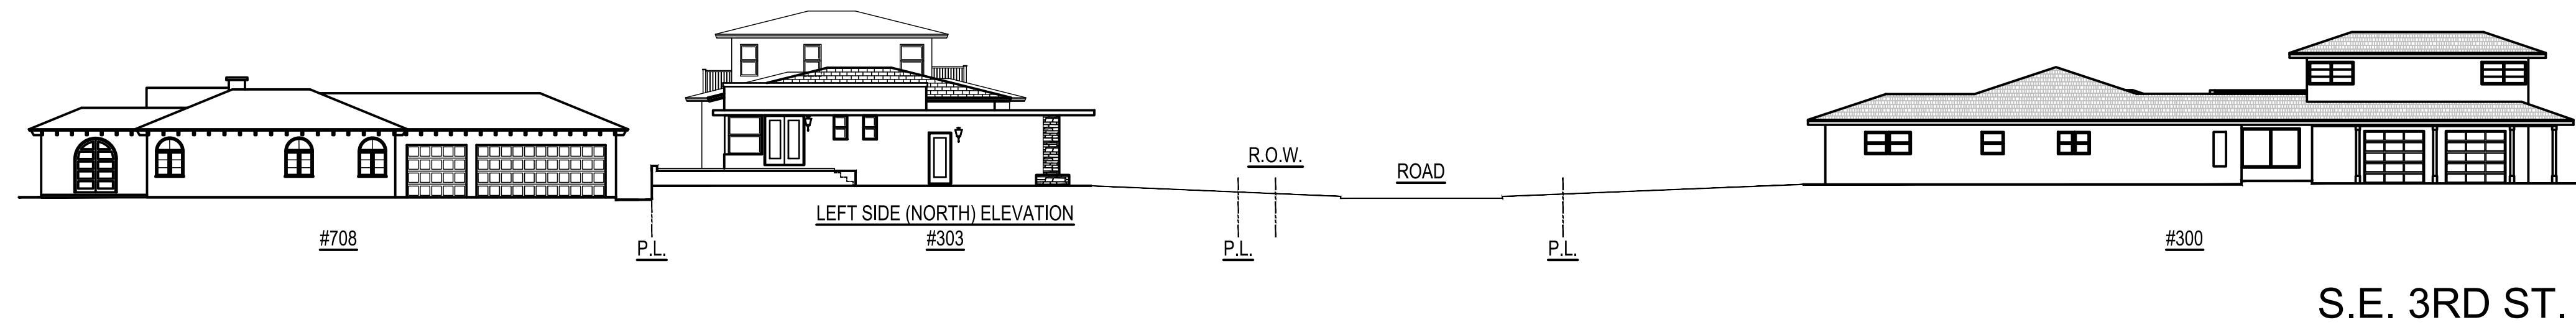 R.O.W.
ROAD
LEFT SIDE (NORTH) ELEVATION
#708
#303
#300
P.L.
P.L.
P.L.
S.E. 3RD ST.